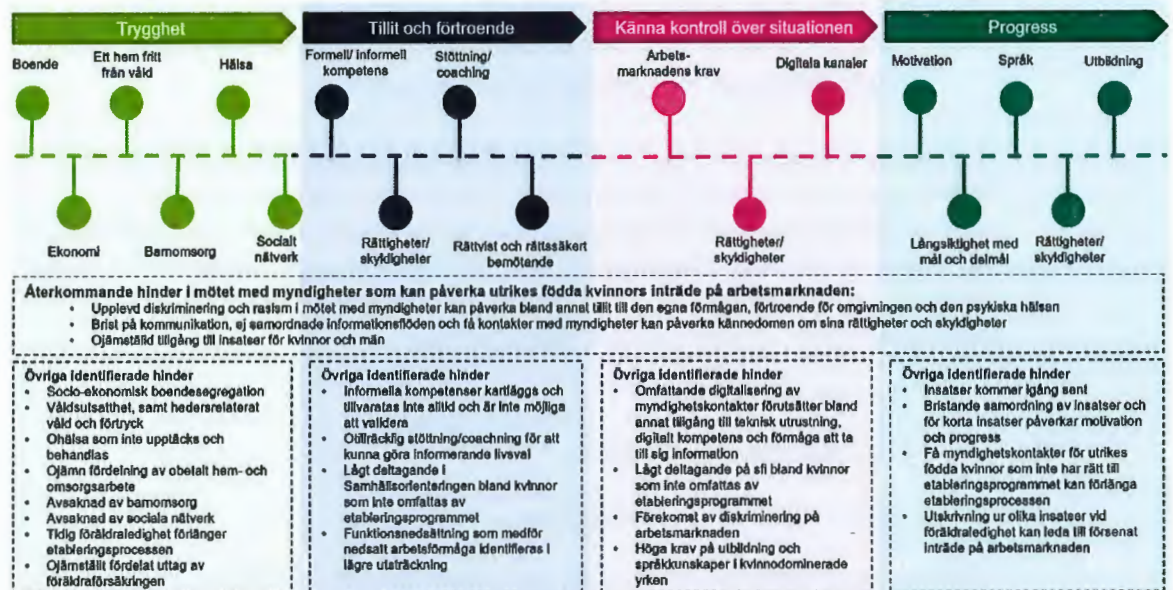 Trygghet
Tillit och förtroende
Känna kontroll över situationen
Progress
Boende
Ett hem fritt
från våld
Hälsa
Ekonomi
Barnomsorg
Socialt
nätverk
Formell/ informell
kompetens
Stöttning/
coaching
Rättigheter/
skyldigheter
Rättvist och rättssäkert
bemötande
Arbets-
marknadens krav
Digitala kanaler
Rättigheter/
skyldigheter
Motivation
Språk
Utbildning
Långsiktighet med
mål och delmål
Rättigheter/
skyldigheter
Återkommande hinder i mötet med myndigheter som kan påverka utrikes födda kvinnors inträde på arbetsmarknaden:
• Upplevd diskriminering och rasism i mötet med myndigheter kan påverka bland annat tillit till den egna förmågan, förtroende för omgivningen och den psykiska hälsan
• Brist på kommunikation, ej samordnade informationsflöden och få kontakter med myndigheter kan påverka kännedom om sina rättigheter och skyldigheter
• Ojämställd tillgång till insatser för kvinnor och män
Övriga identifierade hinder
• Socio-ekonomisk boendesegregation
• Våldsutsatthet, samt hedersrelaterat
våld och förtryck
• Ohälsa som inte upptäcks och
behandlas
• Ojämn fördelning av obetalt hem- och
omsorgsarbete
• Avsaknad av barnomsorg
• Avsaknad av sociala nätverk
• Tidig föräldraledighet förlänger
etableringsprocessen
• Ojämställt fördelat uttag av
föräldraförsäkringen
Övriga identifierade hinder
• Informella kompetenser kartläggs och
tillvaratas inte alltid och är inte möjliga
att validera
• Otillräcklig stöttning/coachning för att
kunna göra informerande livsval
• Lågt deltagande i
Samhällsorienteringen bland kvinnor
som inte omfattas av
etableringsprogrammet
• Funktionsnedsättning som medför
nedsatt arbetsförmåga identifieras i
lägre utsträckning
Övriga identifierade hinder
• Omfattande digitalisering av
myndighetskontakter förutsätter bland
annat tillgång till teknisk utrustning,
digitalt kompetens och förmåga att ta
till sig information
• Lågt deltagande på sfi bland kvinnor
som inte omfattas av
etableringsprogrammet
• Förekomst av diskriminering på
arbetsmarknaden
• Höga krav på utbildning och
språkkunskaper i kvinnodominerade
yrken
Övriga identifierade hinder
• Insatser kommer igång sent
• Bristande samordning av insatser och
för korta insatser påverkar motivation
och progress
• Få myndighetskontakter för utrikes
födda kvinnor som inte har rätt till
etableringsprogrammet kan förlänga
etableringsprocessen
• Utskrivning ur olika insatser vid
föräldraledighet kan leda till försenat
inträde på arbetsmarknaden